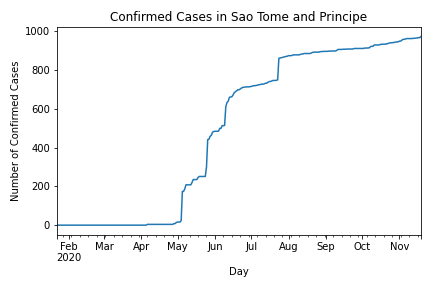 Confirmed Cases in Sao Tome and Principe
Number of Confirmed Cases
1000
800
600
400
200
0
Feb Mar Apr May Jun Jul Aug Sep Oct Nov
2020
Day